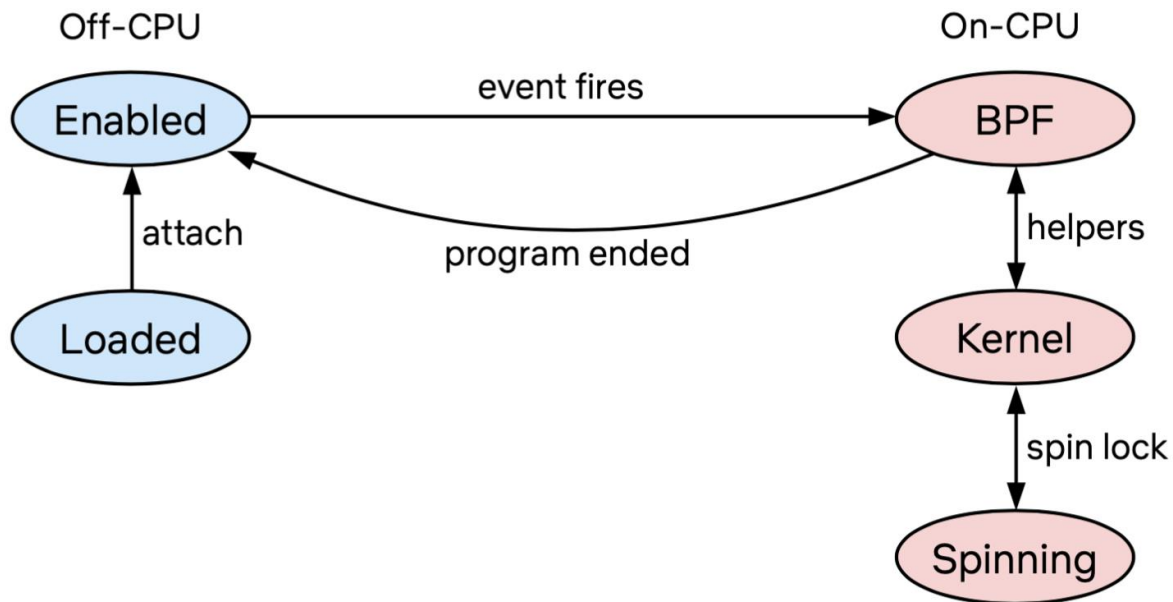 Off-CPU
On-CPU
Enabled
event fires
BPF
attach
program ended
helpers
Loaded
Kernel
spin lock
Spinning